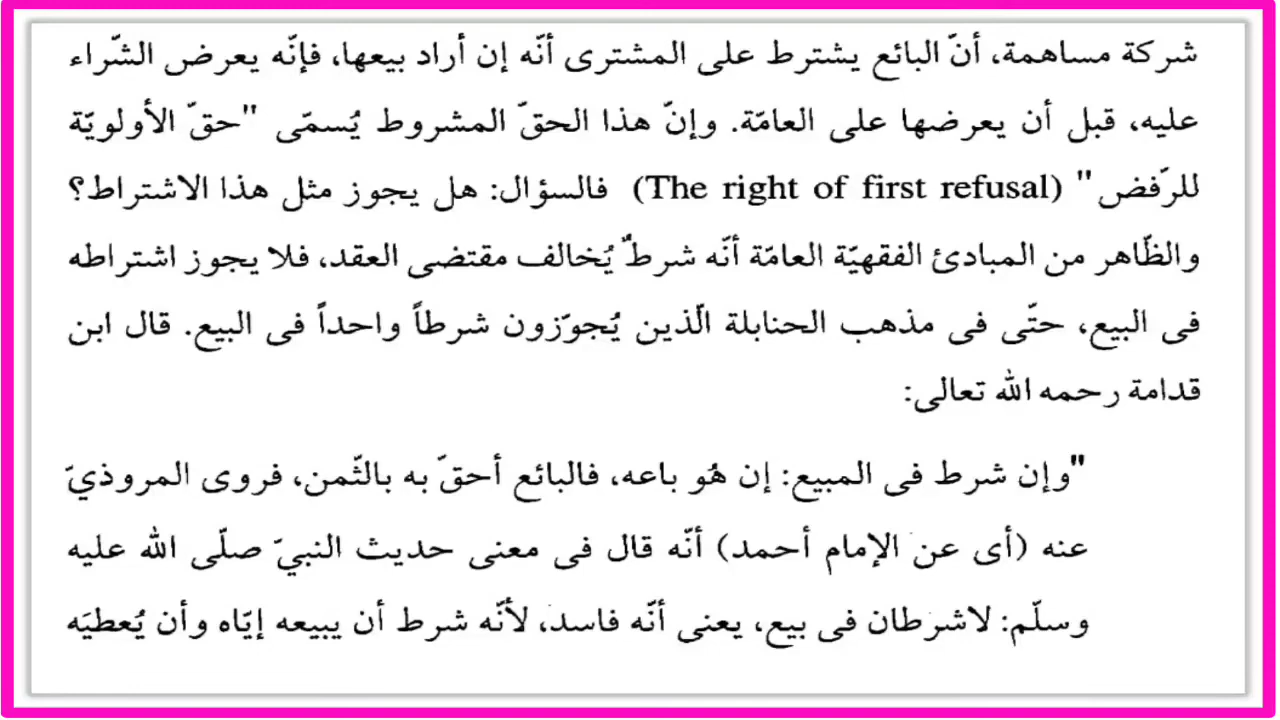 شركة مساهمة، أنّ البائع يشترط على المشترى أنّه إن أراد بيعها، فإنّه يعرض الشّراء
عليه، قبل أن يعرضها على العامّة. وإنّ هذا الحقّ المشروط يُسمّى "حقّ الأولويّة
للرّفض" (The right of first refusal) فالسؤال: هل يجوز مثل هذا الاشتراط؟
والظّاهر من المبادئ الفقهيّة العامّة أنّه شرطٌ يُخالف مقتضى العقد، فلا يجوز اشتراطه
فى البيع، حتّى فى مذهب الحنابلة الّذين يُجوّزون شرطاً واحداً فى البيع. قال ابن
قدامة رحمه الله تعالى:
"وإن شرط فى المبيع: إن هُو باعه، فالبائع أحقّ به بالثّمن، فروى المروذيّ
عنه (أى عن الإمام أحمد) أنّه قال فى معنى حديث النبيّ صلّى الله عليه
وسلّم: لاشرطان فى بيع، يعنى أنّه فاسد، لأنّه شرط أن يبيعه إيّاه وأن يُعطيَه